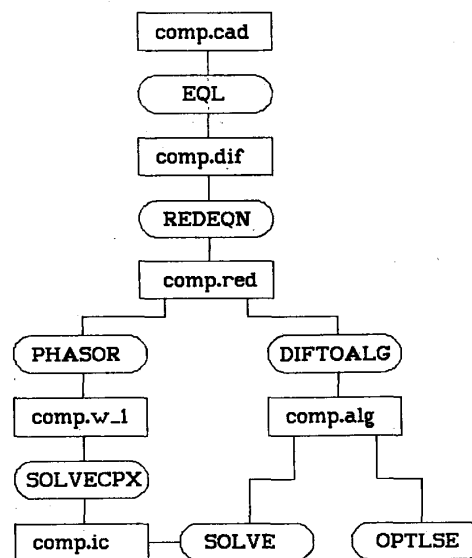 comp.cad
EQL
comp.dif
REDEQN
comp.red
PHASOR
DIFTOALG
comp.w_1
comp.alg
SOLVECPX
comp.ic
SOLVE
OPTLSE